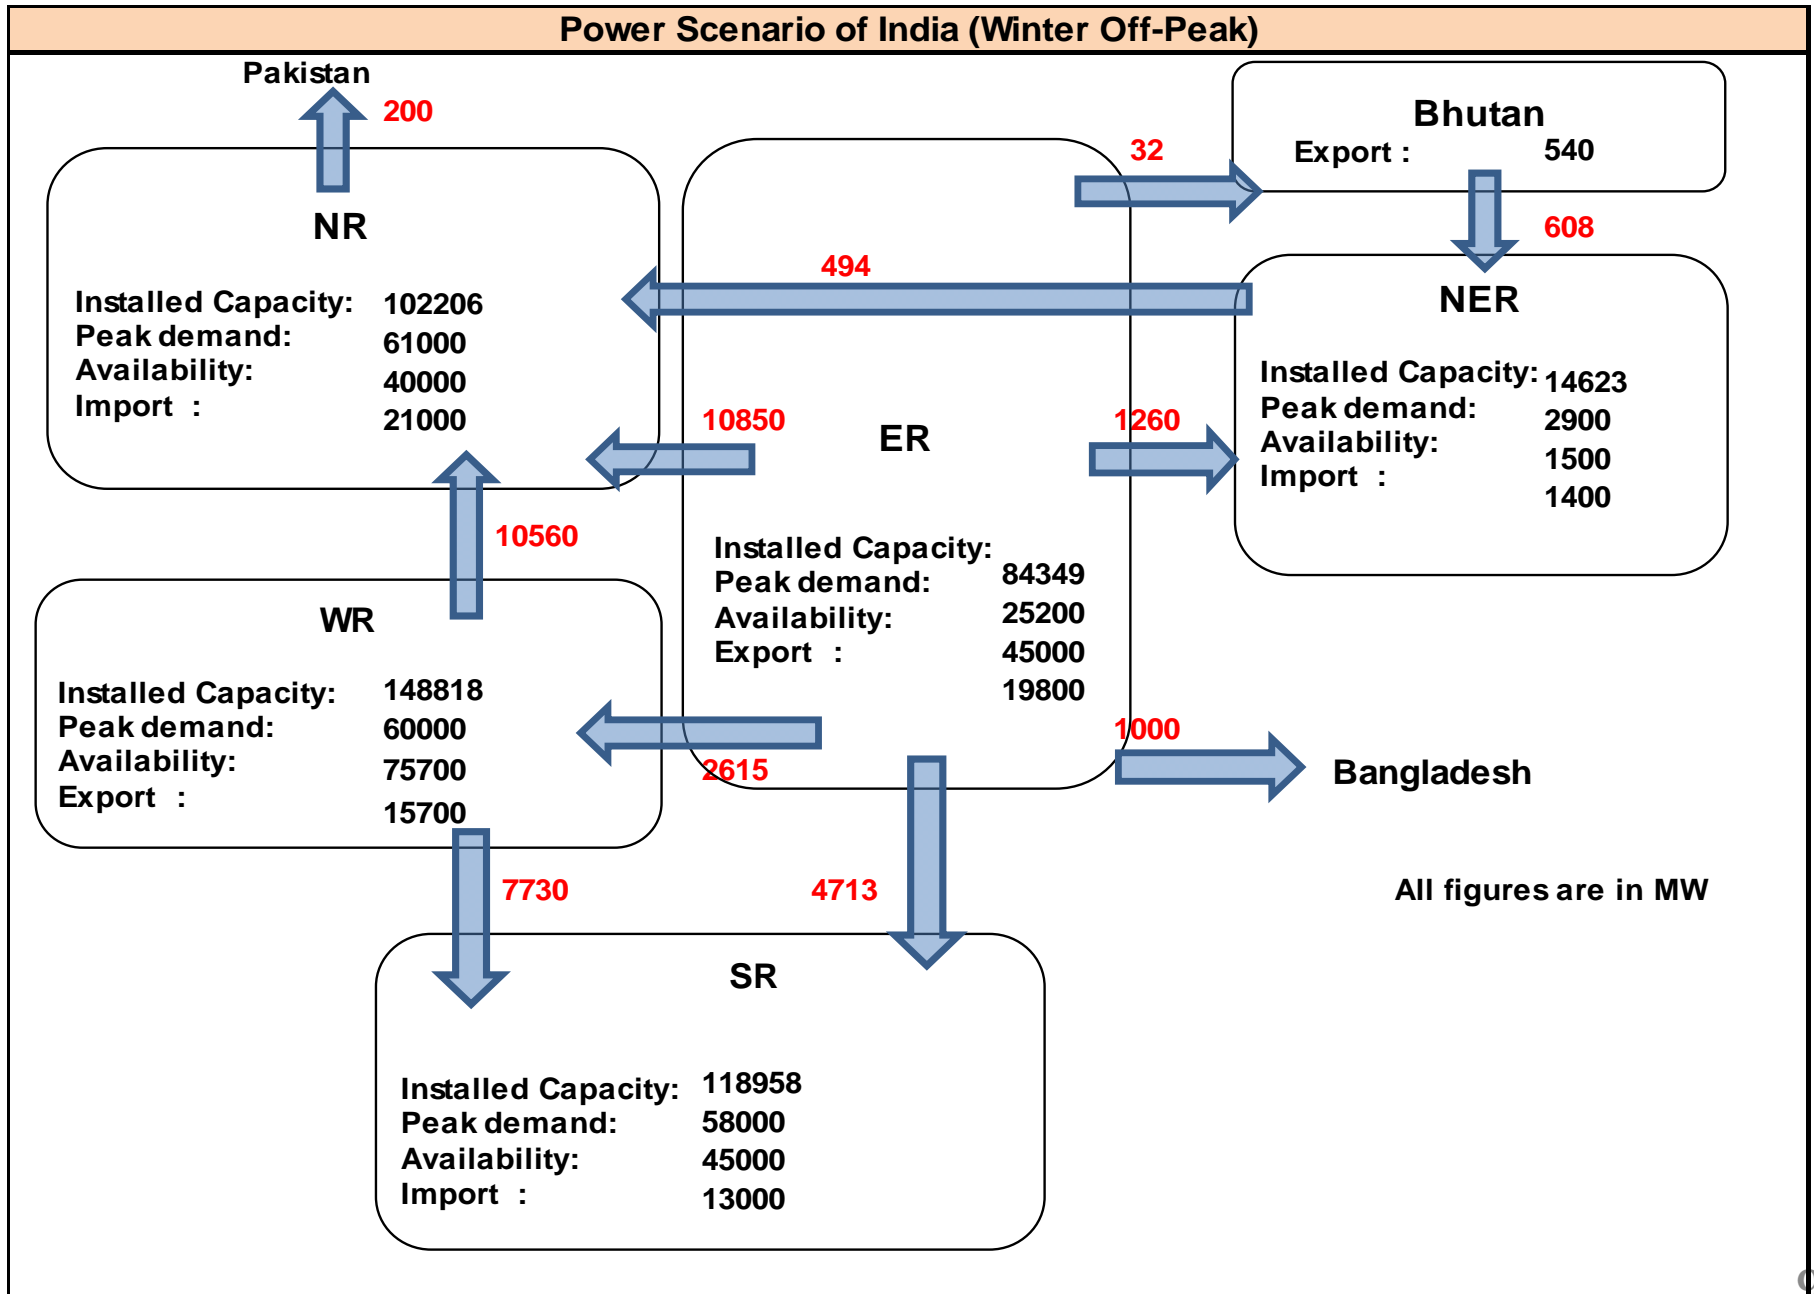 Power Scenario of India (Winter Off-Peak)
Pakistan
200
NR
Installed Capacity: 102206
Peak demand: 61000
Availability: 40000
Import : 21000
32
Bhutan
Export : 540
608
494
NER
Installed Capacity: 14623
Peak demand: 2900
Availability: 1500
Import : 1400
10850
ER
1260
10560
Installed Capacity: 84349
Peak demand: 25200
Availability: 45000
Export : 19800
WR
Installed Capacity: 148818
Peak demand: 60000
Availability: 75700
Export : 15700
2615
1000
Bangladesh
7730
4713
All figures are in MW
SR
Installed Capacity: 118958
Peak demand: 58000
Availability: 45000
Import : 13000